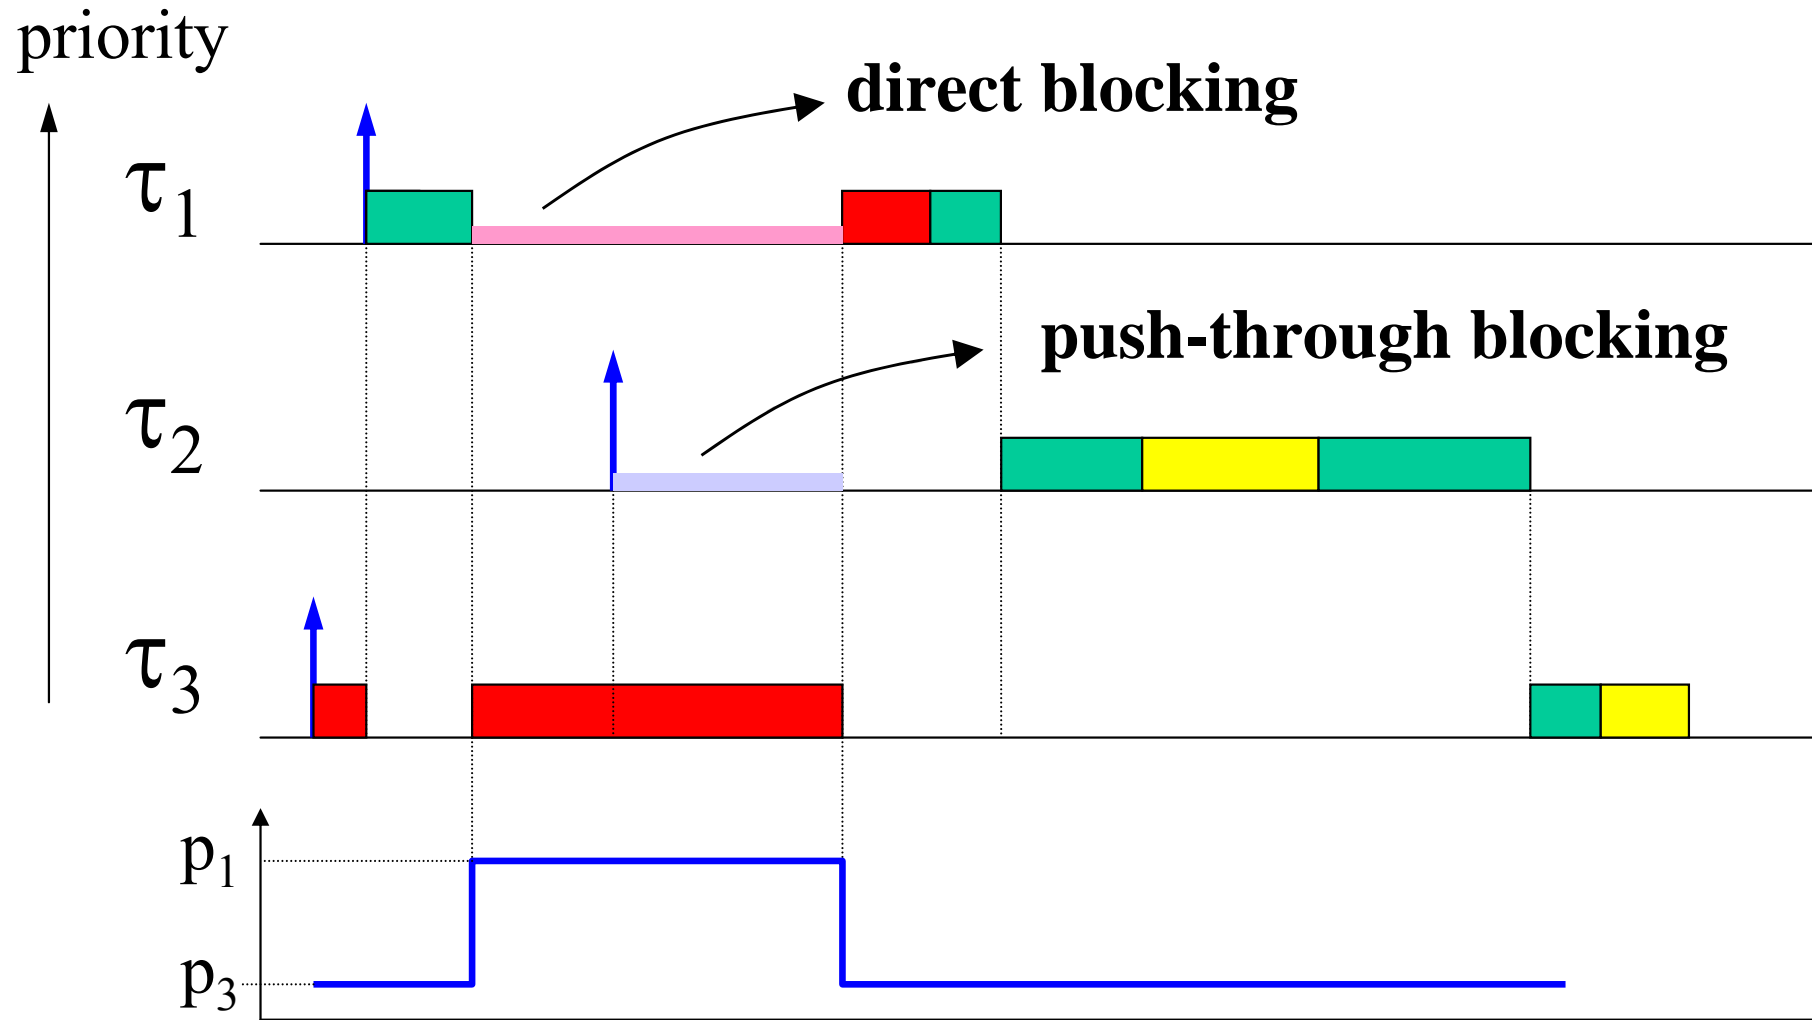 priority
direct blocking
τ1
push-through blocking
τ2
τ3
p1
p3